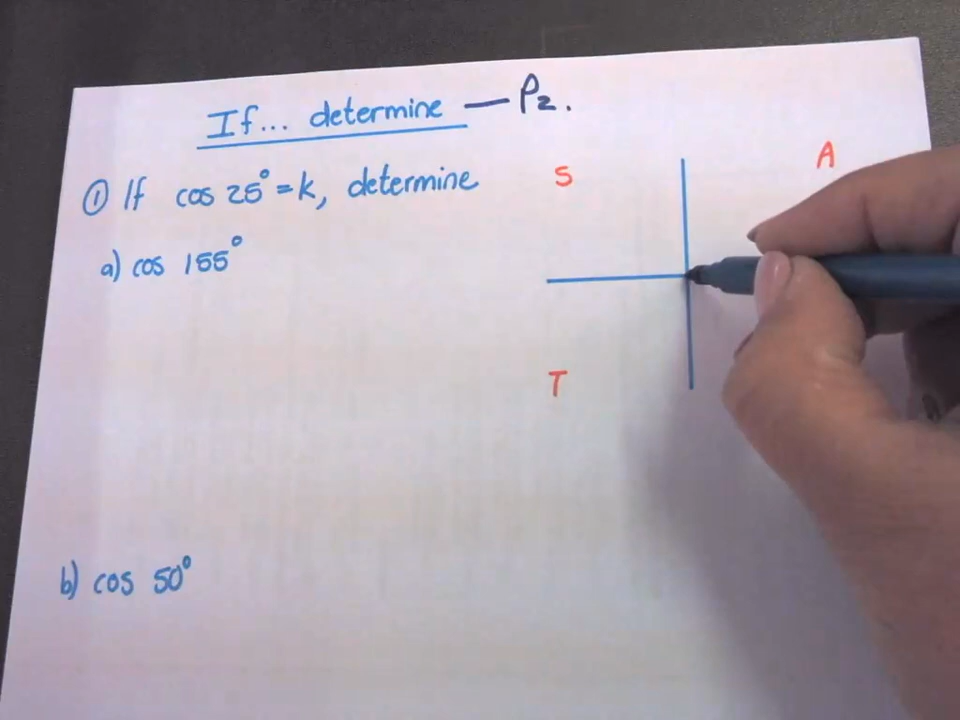 If... determine — P2.
① If cos 25° = k, determine
a) cos 155°
b) cos 50°
S
A
T